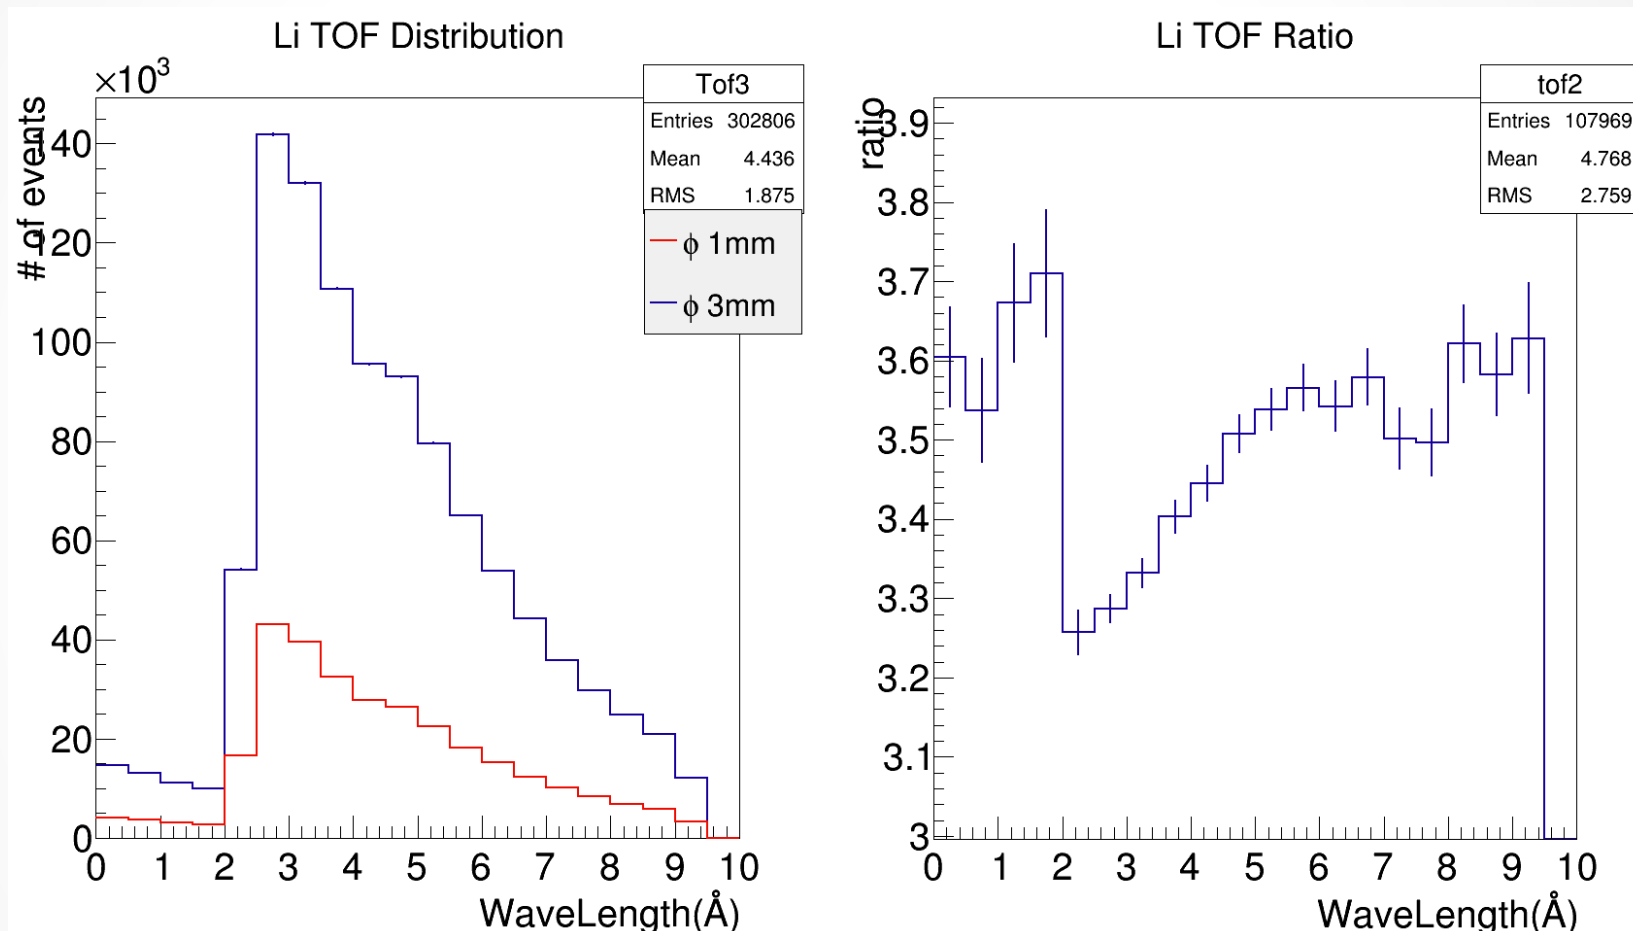 Li TOF Distribution
×10³
# of events
140
120
100
80
60
40
20
0
0 1 2 3 4 5 6 7 8 9 10
WaveLength(Å)
Tof3
Entries 302806
Mean 4.436
RMS 1.875
ϕ 1mm
ϕ 3mm
Li TOF Ratio
ratio
3.9
3.8
3.7
3.6
3.5
3.4
3.3
3.2
3.1
3
0 1 2 3 4 5 6 7 8 9 10
WaveLength(Å)
tof2
Entries 107969
Mean 4.768
RMS 2.759